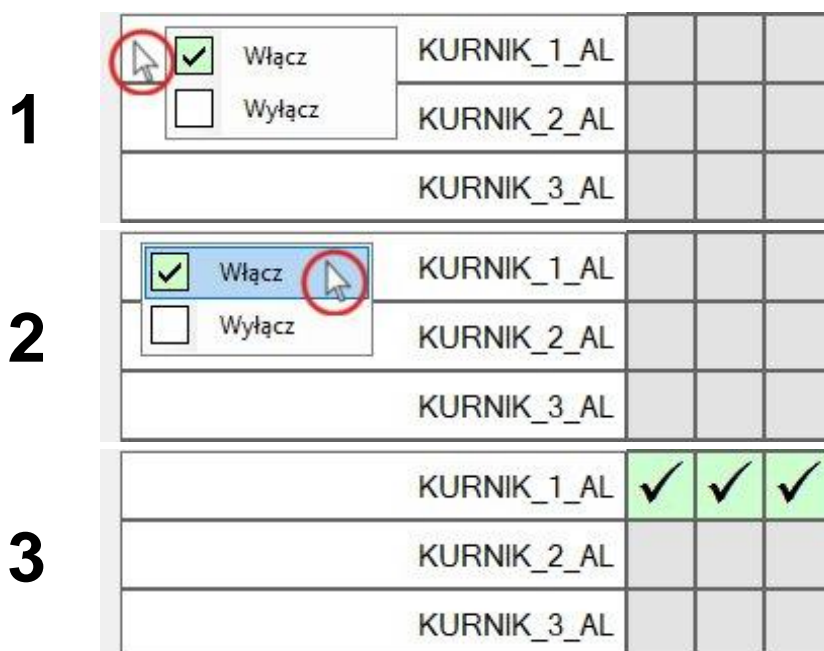 1
Włącz KURNIK_1_AL
Wyłącz KURNIK_2_AL
KURNIK_3_AL
2
Włącz KURNIK_1_AL
Wyłącz KURNIK_2_AL
KURNIK_3_AL
3
KURNIK_1_AL
KURNIK_2_AL
KURNIK_3_AL